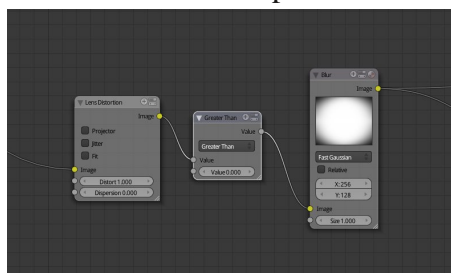 Lens Distortion
Image
Projector
Jitter
Fit
Image
Distort 1.000
Dispersion 0.000
Greater Than
Value
Greater Than
Value
Value 0.000
Blur
Image
Fast Gaussian
Relative
X: 256
Y: 128
Image
Size 1.000